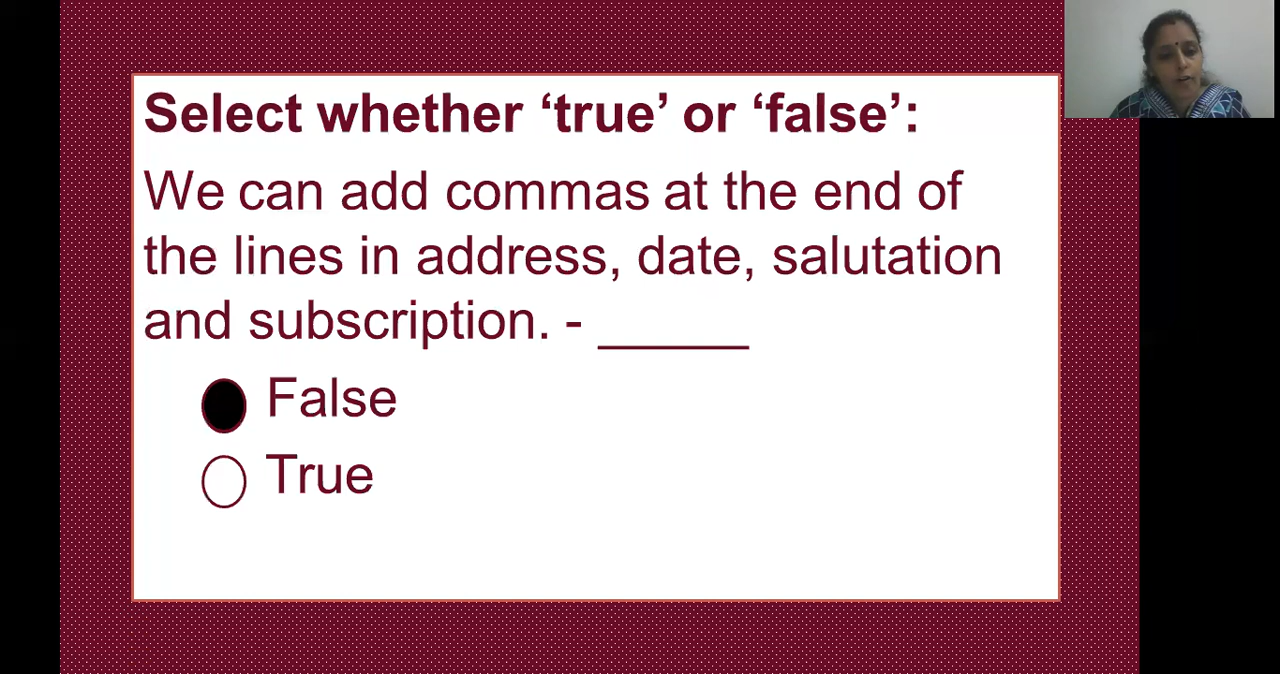 Select whether ‘true’ or ‘false’:
We can add commas at the end of
the lines in address, date, salutation
and subscription. - _____
False
True